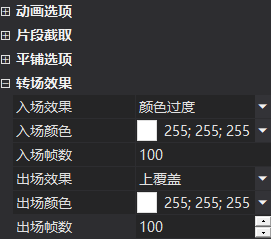 动画选项
片段截取
平铺选项
转场效果
入场效果 颜色过度
入场颜色 255; 255; 255
入场帧数 100
出场效果 上覆盖
出场颜色 255; 255; 255
出场帧数 100